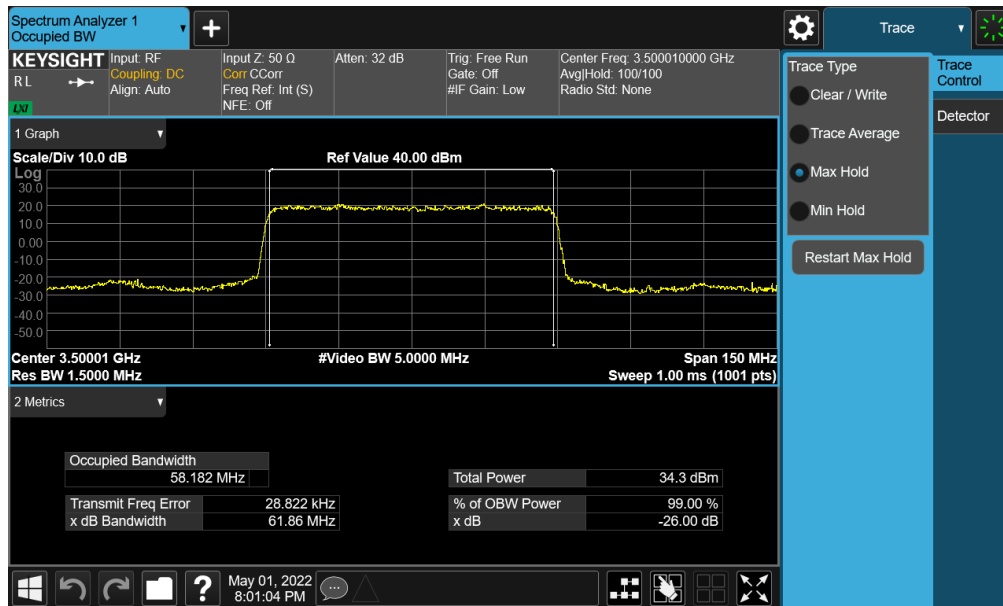 Spectrum Analyzer 1
Occupied BW
+
Trace
KEYSIGHT
R L
LXI
Input: RF
Coupling: DC
Align: Auto
Input Z: 50 Ω
Corr CCorr
Freq Ref: Int (S)
NFE: Off
Atten: 32 dB
Trig: Free Run
Gate: Off
#IF Gain: Low
Center Freq: 3.500010000 GHz
Avg|Hold: 100/100
Radio Std: None
Trace Type
Clear / Write
Trace Average
Max Hold
Min Hold
Restart Max Hold
Trace
Control
Detector
1 Graph
Scale/Div 10.0 dB
Ref Value 40.00 dBm
Log
30.0
20.0
10.0
0.00
-10.0
-20.0
-30.0
-40.0
-50.0
Center 3.50001 GHz
#Video BW 5.0000 MHz
Span 150 MHz
Res BW 1.5000 MHz
Sweep 1.00 ms (1001 pts)
2 Metrics
Occupied Bandwidth
58.182 MHz
Total Power 34.3 dBm
Transmit Freq Error 28.822 kHz
% of OBW Power 99.00 %
x dB Bandwidth 61.86 MHz
x dB -26.00 dB
?
May 01, 2022
8:01:04 PM